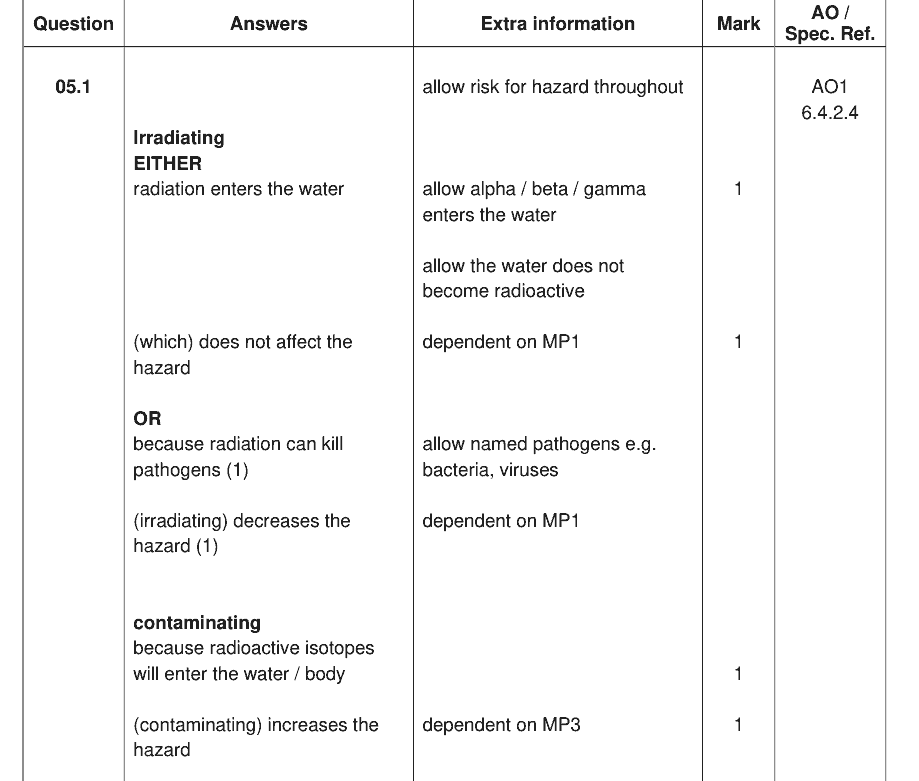 Question Answers Extra information Mark AO /
Spec. Ref.
05.1 allow risk for hazard throughout AO1
6.4.2.4
Irradiating
EITHER
radiation enters the water allow alpha / beta / gamma 1
enters the water
allow the water does not
become radioactive
(which) does not affect the dependent on MP1 1
hazard
OR
because radiation can kill allow named pathogens e.g.
pathogens (1) bacteria, viruses
(irradiating) decreases the dependent on MP1
hazard (1)
contaminating
because radioactive isotopes
will enter the water / body 1
(contaminating) increases the dependent on MP3 1
hazard